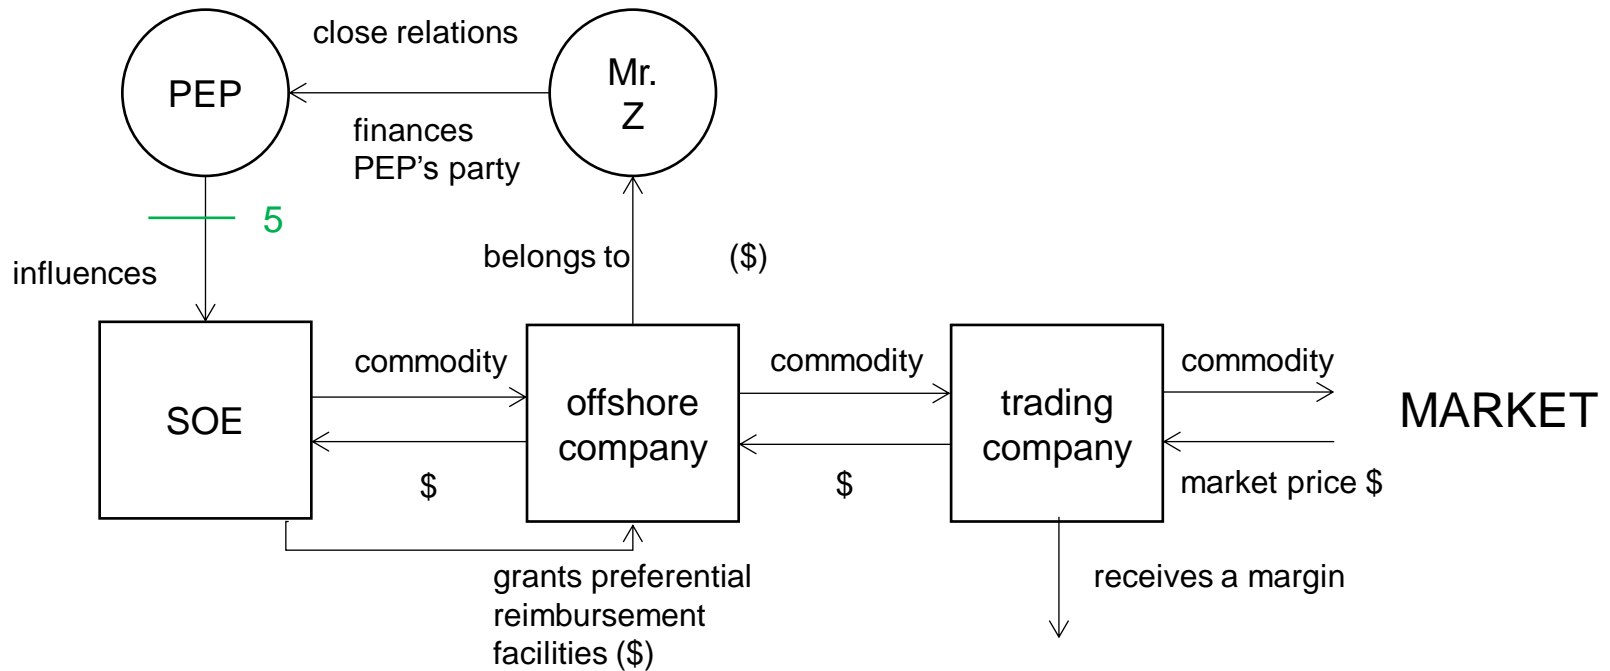 close relations
PEP
Mr.
Z
finances
PEP's party
5
influences
belongs to
($)
SOE
commodity
$
offshore
company
commodity
$
trading
company
commodity
market price $
MARKET
grants preferential
reimbursement
facilities ($)
receives a margin